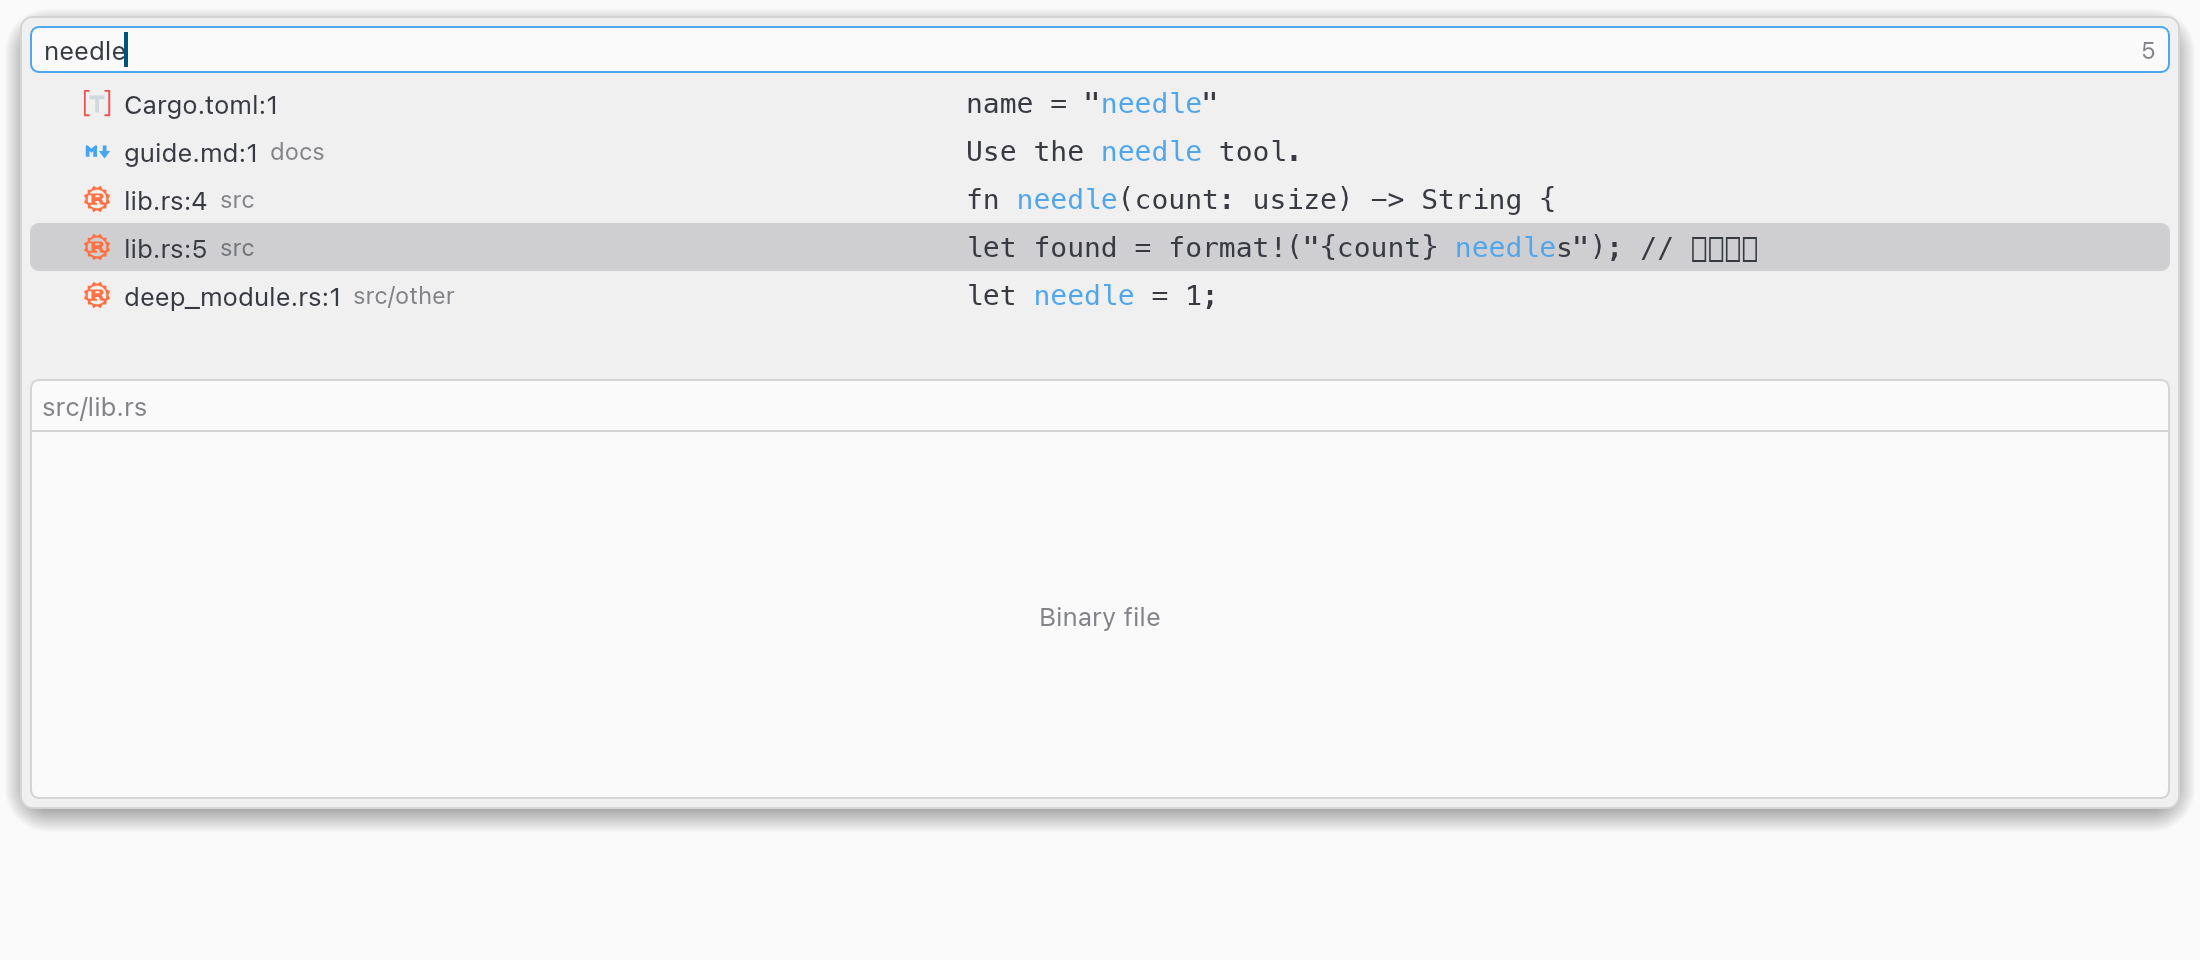 needle 5
Cargo.toml:1 name = "needle"
guide.md:1 docs Use the needle tool.
lib.rs:4 src fn needle(count: usize) -> String {
lib.rs:5 src let found = format!("{count} needles"); //
deep_module.rs:1 src/other let needle = 1;
src/lib.rs
Binary file